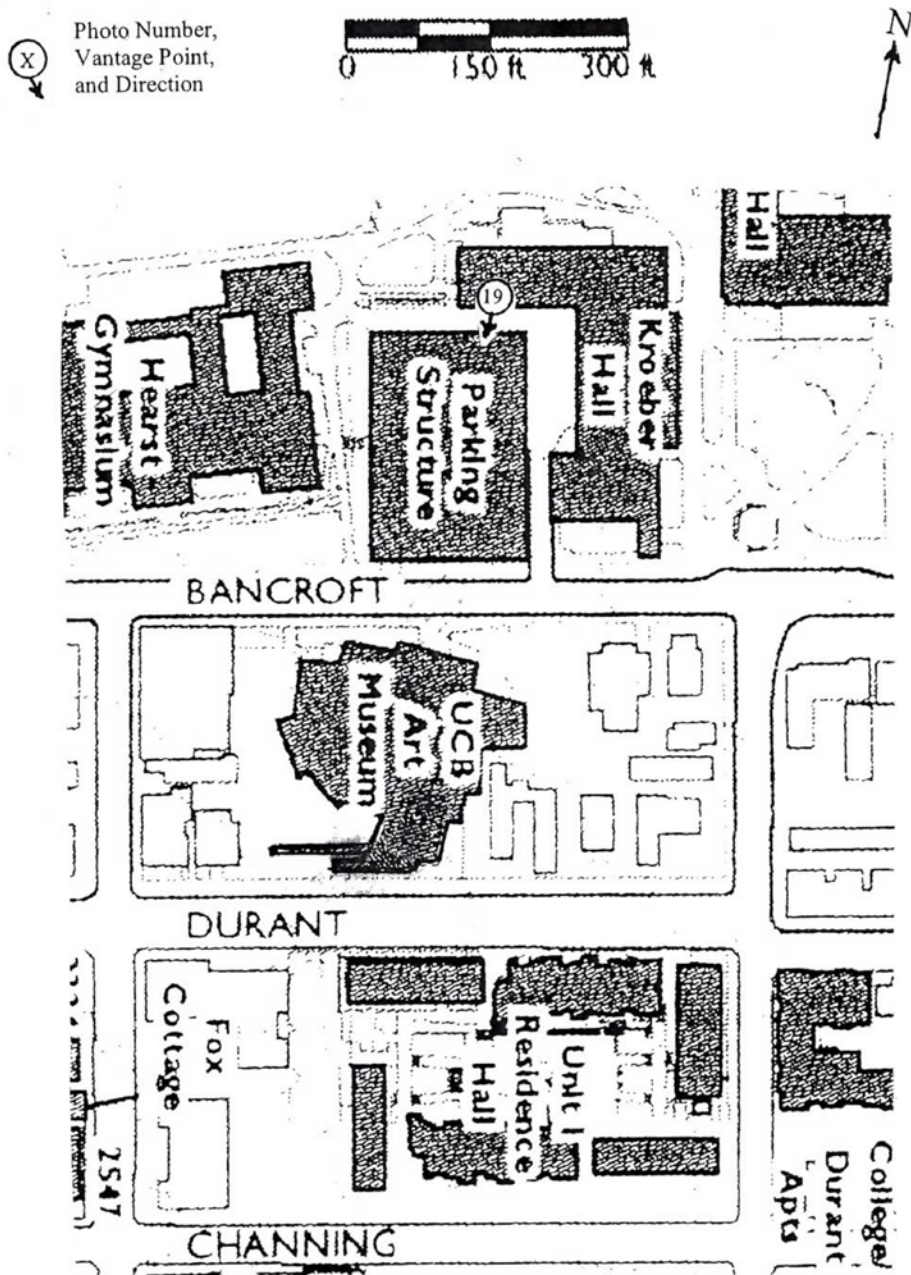 Photo Number,
Vantage Point,
and Direction
X
0 150 ft 300 ft
N
Hall
19
Kroeber
Hall
Parking
Structure
Hearst
Gymnasium
BANCROFT
UCB
Art
Museum
DURANT
Unit I
Residence
Hall
Fox
Cottage
2547
College/
Durant
Apts
CHANNING